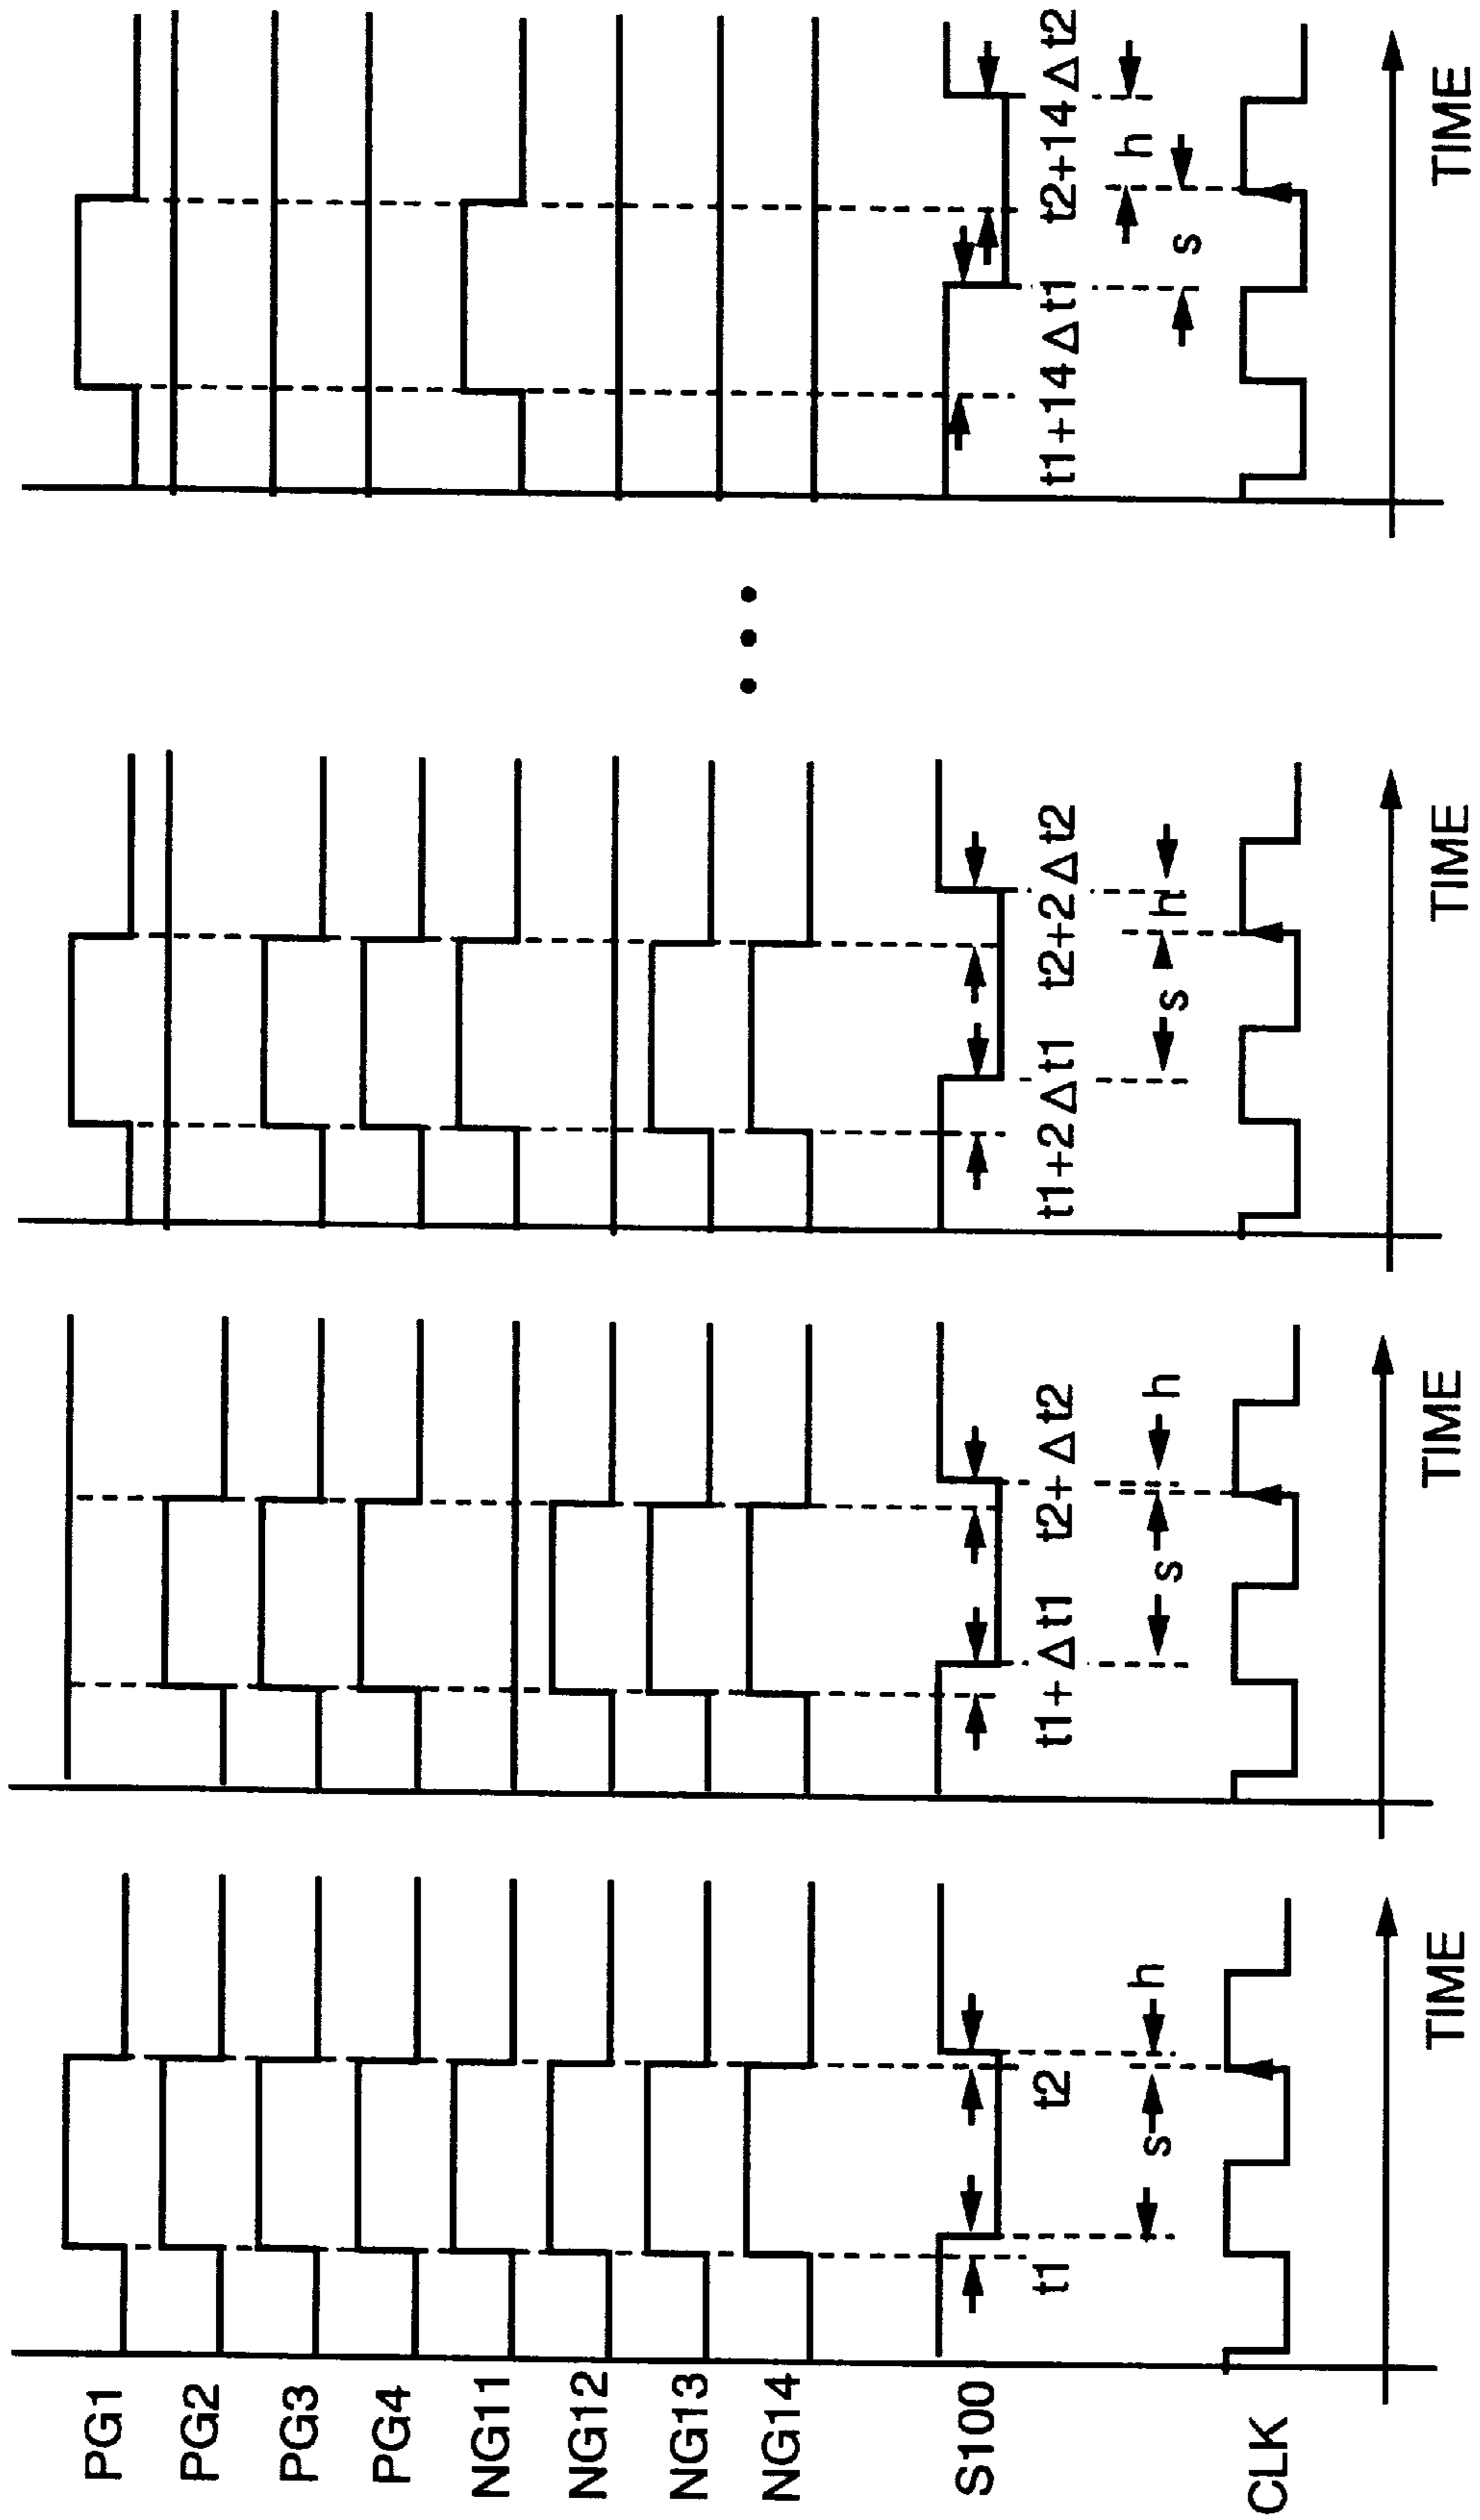 PG1
PG2
PG3
PG4
NG11
NG12
NG13
NG14
S100
CLK
t1
t2
s
h
TIME
t1+Δt1
t2+Δt2
s
h
TIME
t1+2Δt1
t2+2Δt2
s
h
TIME
t1+14Δt1
t2+14Δt2
s
h
TIME